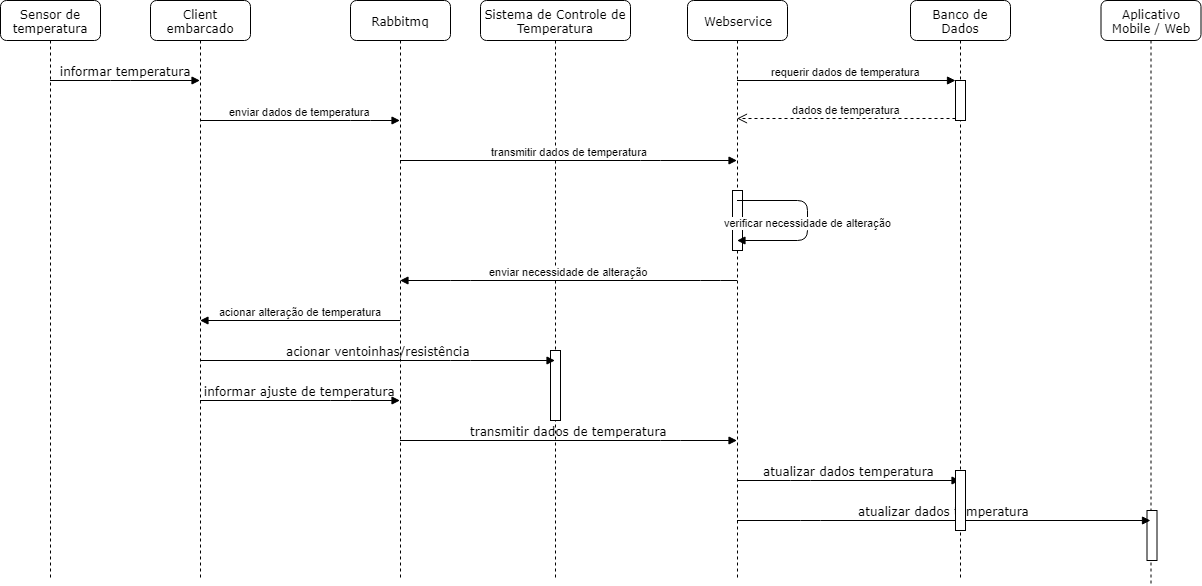 Sensor de
temperatura
Client
embarcado
Rabbitmq
Sistema de Controle de
Temperatura
Webservice
Banco de
Dados
Aplicativo
Mobile / Web
informar temperatura
requerir dados de temperatura
enviar dados de temperatura
dados de temperatura
transmitir dados de temperatura
verificar necessidade de alteração
enviar necessidade de alteração
acionar alteração de temperatura
acionar ventoinhas/resistência
informar ajuste de temperatura
transmitir dados de temperatura
atualizar dados temperatura
atualizar dados temperatura